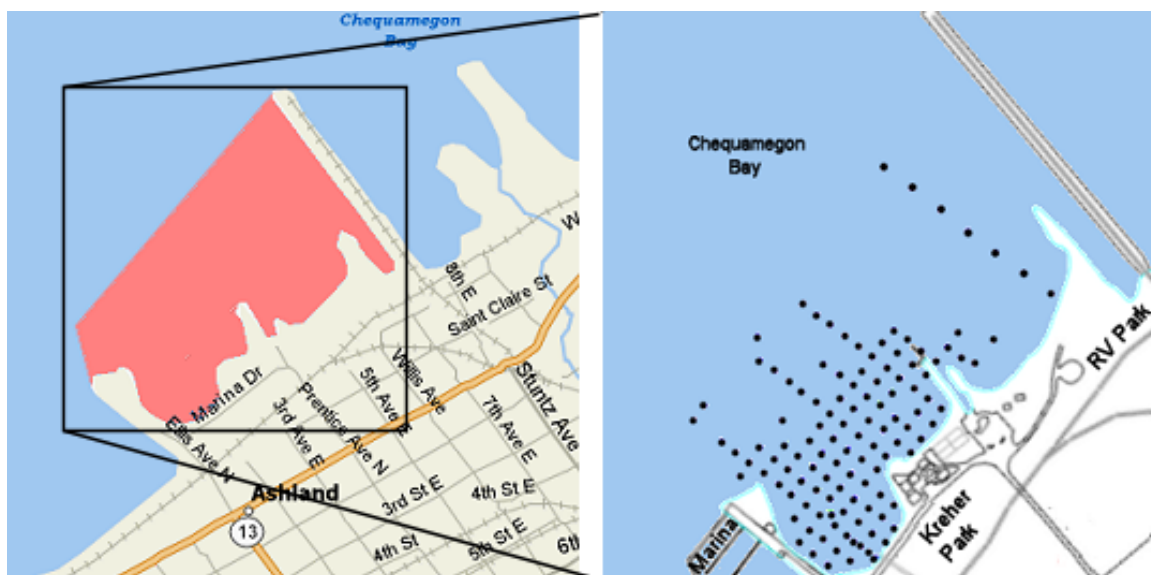 Chequamegon
Bay
8th E
W
Saint Claire St
Marina Dr
Willis Ave
Stuntz Ave
Ellis Ave N
3rd Ave E
Prentice Ave N
5th Ave E
7th Ave E
Ashland
3rd St E
4th St E
13
4th St
5th St E
6th
Chequamegon
Bay
RV Park
Kreher
Park
Marina